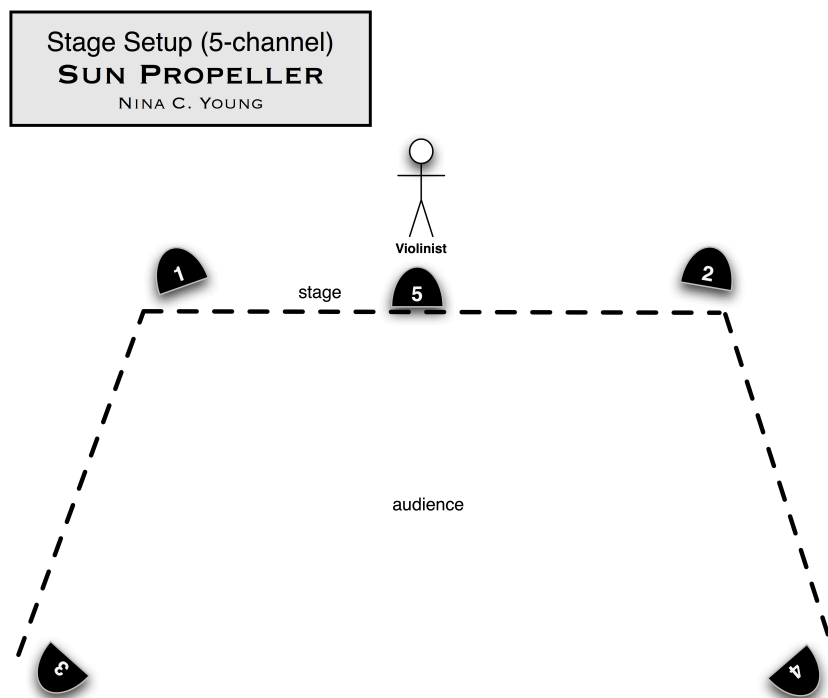 Stage Setup (5-channel)
SUN PROPELLER
NINA C. YOUNG
Violinist
1
2
stage
5
audience
3
4